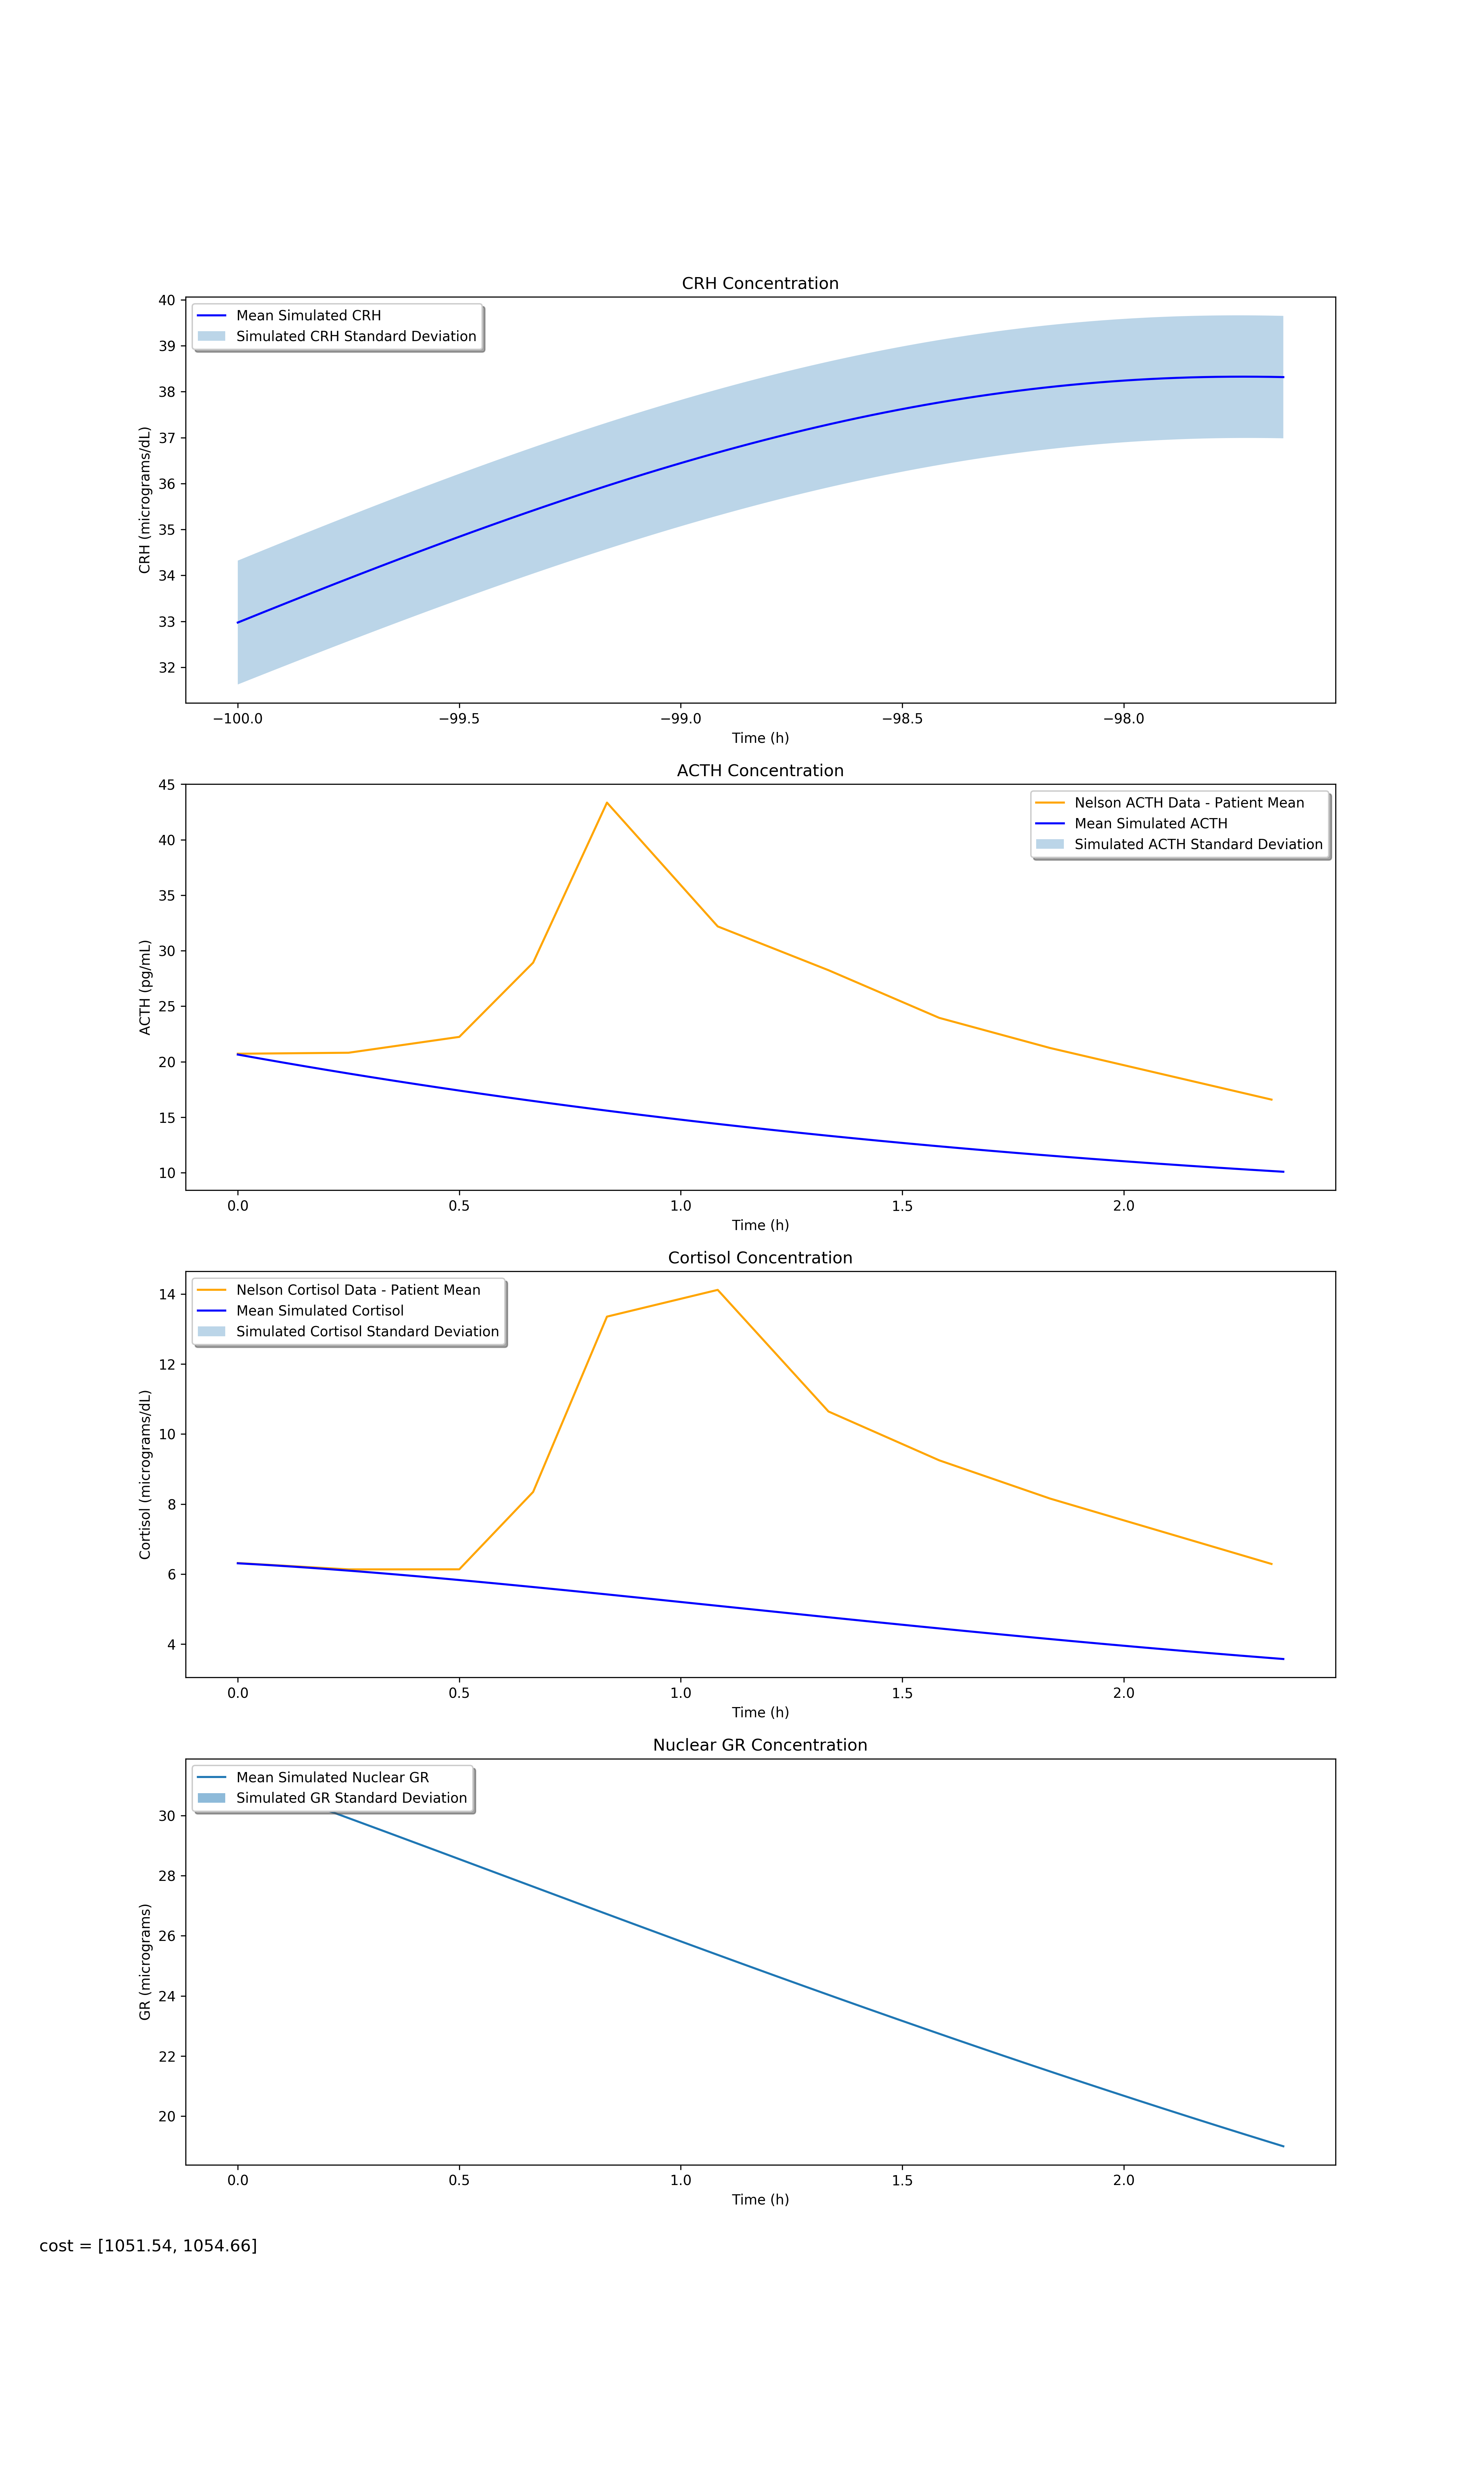 CRH Concentration
Mean Simulated CRH
Simulated CRH Standard Deviation
40
39
38
37
36
35
34
33
32
CRH (micrograms/dL)
−100.0 −99.5 −99.0 −98.5 −98.0
Time (h)
ACTH Concentration
Nelson ACTH Data - Patient Mean
Mean Simulated ACTH
Simulated ACTH Standard Deviation
45
40
35
30
25
20
15
10
ACTH (pg/mL)
0.0 0.5 1.0 1.5 2.0
Time (h)
Cortisol Concentration
Nelson Cortisol Data - Patient Mean
Mean Simulated Cortisol
Simulated Cortisol Standard Deviation
14
12
10
8
6
4
Cortisol (micrograms/dL)
0.0 0.5 1.0 1.5 2.0
Time (h)
Nuclear GR Concentration
Mean Simulated Nuclear GR
Simulated GR Standard Deviation
30
28
26
24
22
20
GR (micrograms)
0.0 0.5 1.0 1.5 2.0
Time (h)
cost = [1051.54, 1054.66]